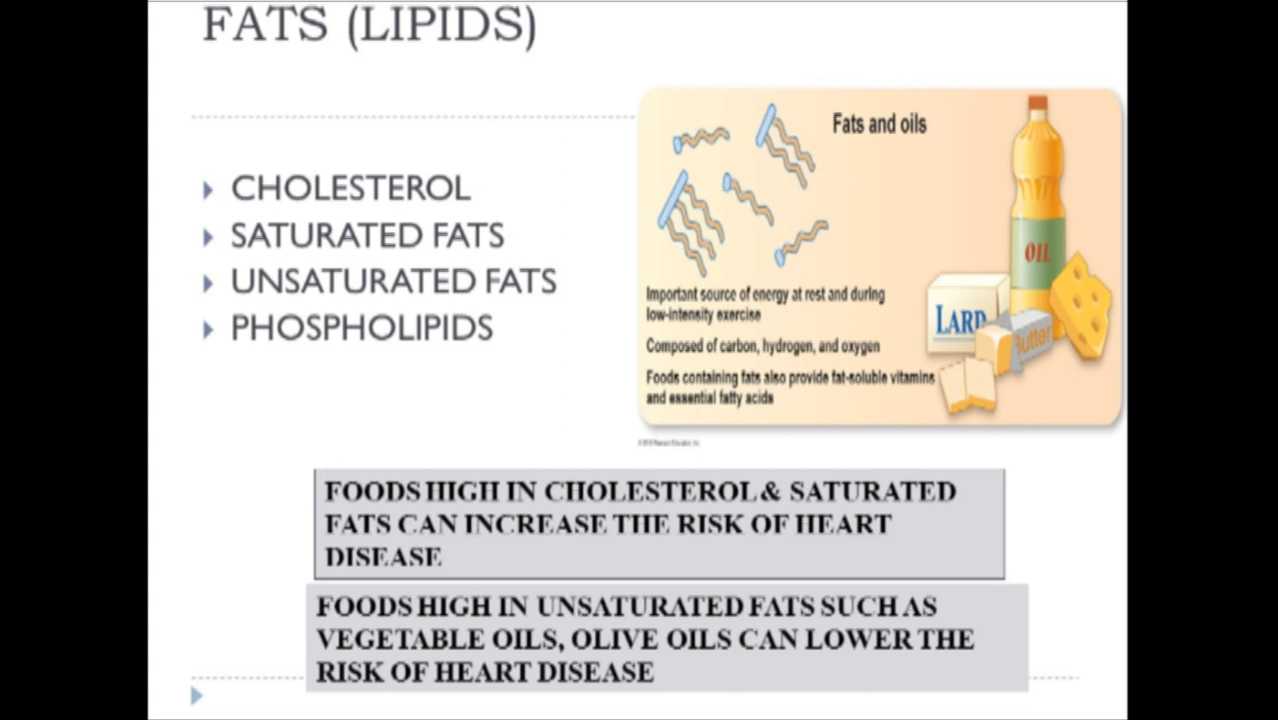 FATS (LIPIDS)
CHOLESTEROL
SATURATED FATS
UNSATURATED FATS
PHOSPHOLIPIDS
Fats and oils
OIL
LARD
Butter
Important source of energy at rest and during
low-intensity exercise
Composed of carbon, hydrogen, and oxygen
Foods containing fats also provide fat-soluble vitamins
and essential fatty acids
FOODS HIGH IN CHOLESTEROL & SATURATED
FATS CAN INCREASE THE RISK OF HEART
DISEASE
FOODS HIGH IN UNSATURATED FATS SUCH AS
VEGETABLE OILS, OLIVE OILS CAN LOWER THE
RISK OF HEART DISEASE